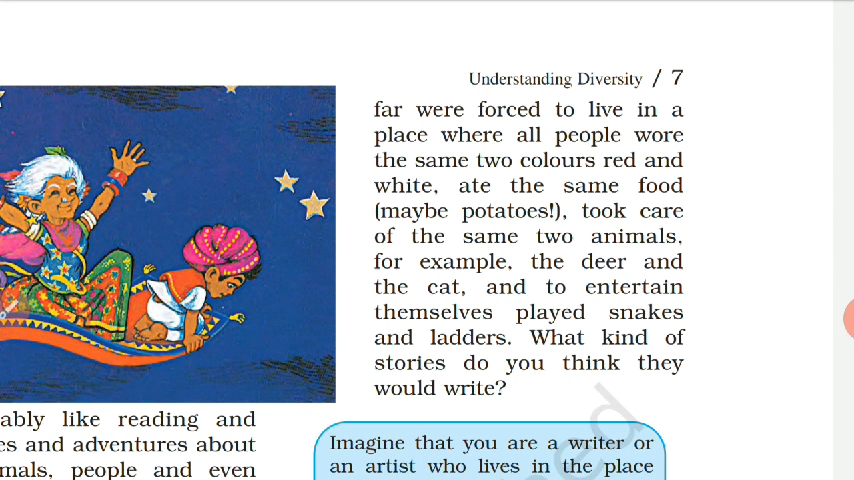 Understanding Diversity / 7
far were forced to live in a
place where all people wore
the same two colours red and
white, ate the same food
(maybe potatoes!), took care
of the same two animals,
for example, the deer and
the cat, and to entertain
themselves played snakes
and ladders. What kind of
stories do you think they
would write?
ably like reading and
es and adventures about
mals, people and even
Imagine that you are a writer or
an artist who lives in the place